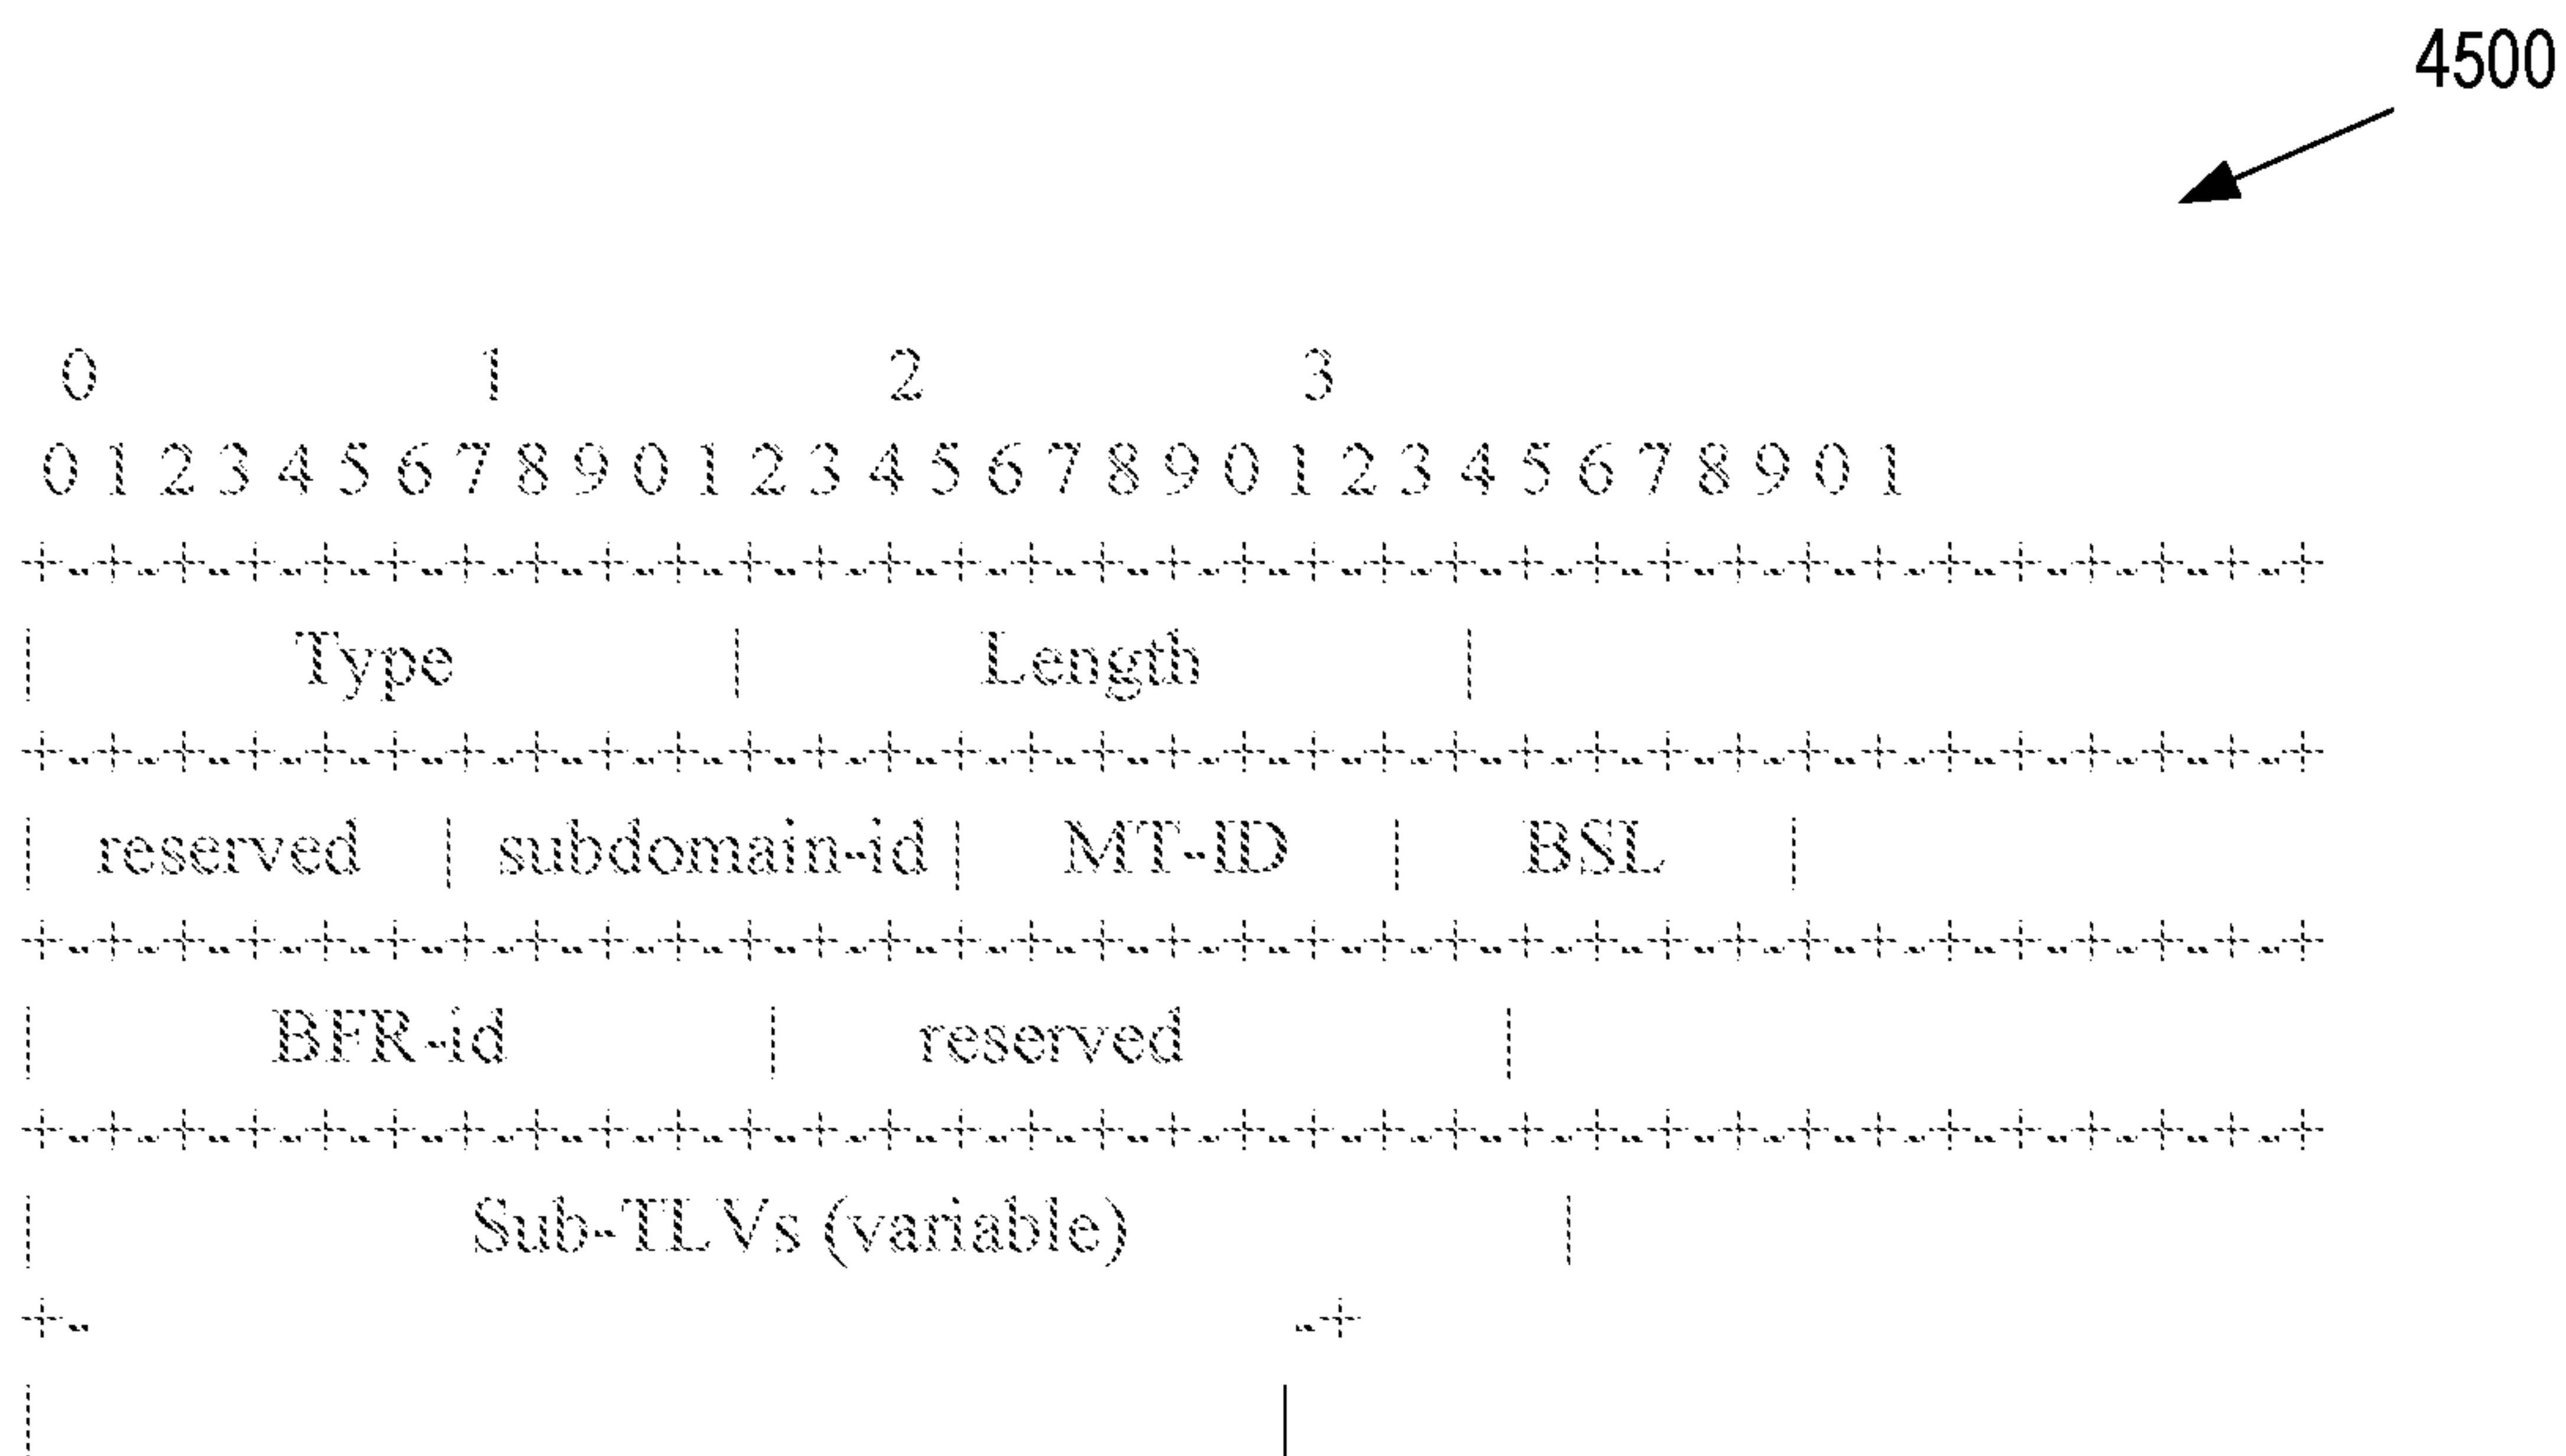 4500
0 1 2 3
0 1 2 3 4 5 6 7 8 9 0 1 2 3 4 5 6 7 8 9 0 1 2 3 4 5 6 7 8 9 0 1
+-+-+-+-+-+-+-+-+-+-+-+-+-+-+-+-+-+-+-+-+-+-+-+-+-+-+-+-+-+-+-+-+
| Type | Length |
+-+-+-+-+-+-+-+-+-+-+-+-+-+-+-+-+-+-+-+-+-+-+-+-+-+-+-+-+-+-+-+-+
| reserved | subdomain-id | MT-ID | BSL |
+-+-+-+-+-+-+-+-+-+-+-+-+-+-+-+-+-+-+-+-+-+-+-+-+-+-+-+-+-+-+-+-+
| BFR-id | reserved |
+-+-+-+-+-+-+-+-+-+-+-+-+-+-+-+-+-+-+-+-+-+-+-+-+-+-+-+-+-+-+-+-+
| Sub-TLVs (variable) |
+- -+
| |